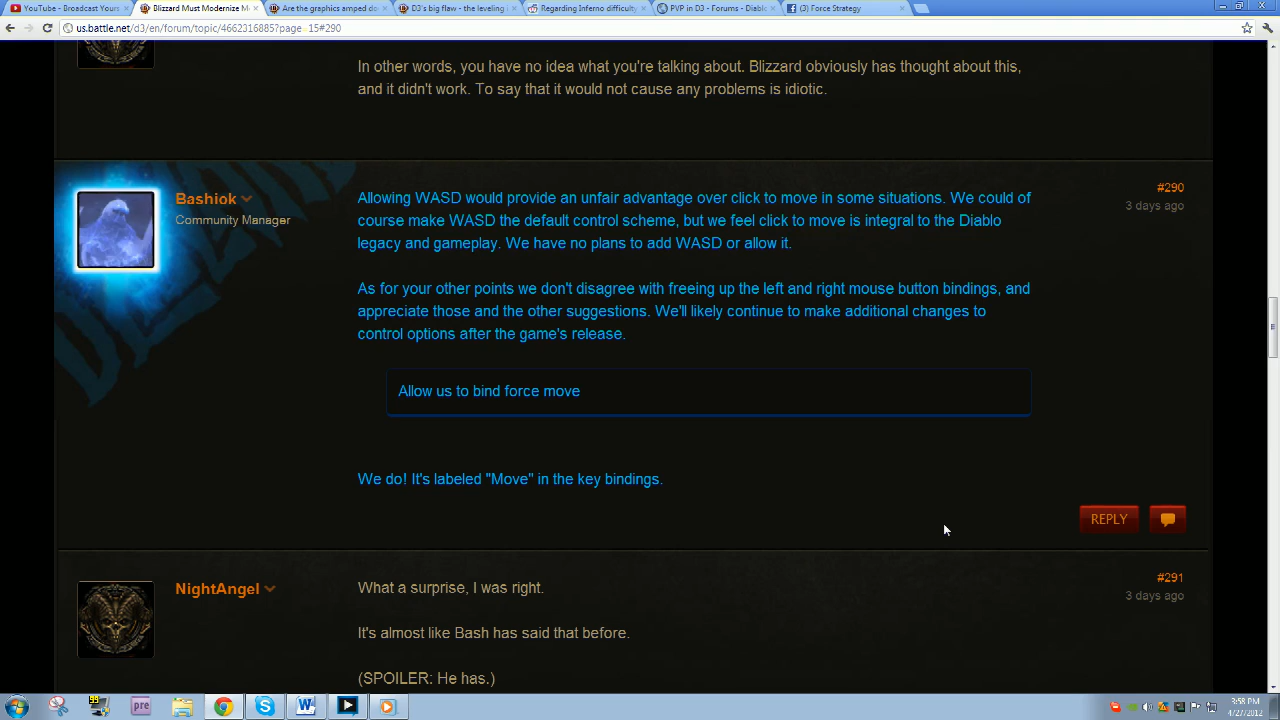 YouTube - Broadcast Yours
Blizzard Must Modernize M
Are the graphics amped do
D3's big flaw - the leveling
Regarding Inferno difficulty
PVP in D3 - Forums - Diablo
(3) Force Strategy
us.battle.net/d3/en/forum/topic/4662316885?page=15#290
In other words, you have no idea what you're talking about. Blizzard obviously has thought about this,
and it didn't work. To say that it would not cause any problems is idiotic.
Bashiok
Community Manager
#290
3 days ago
Allowing WASD would provide an unfair advantage over click to move in some situations. We could of
course make WASD the default control scheme, but we feel click to move is integral to the Diablo
legacy and gameplay. We have no plans to add WASD or allow it.
As for your other points we don't disagree with freeing up the left and right mouse button bindings, and
appreciate those and the other suggestions. We'll likely continue to make additional changes to
control options after the game's release.
Allow us to bind force move
We do! It's labeled "Move" in the key bindings.
REPLY
NightAngel
#291
3 days ago
What a surprise, I was right.
It's almost like Bash has said that before.
(SPOILER: He has.)
99
pre
3:58 PM
4/27/2012